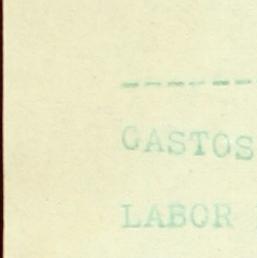 ------
GASTOS
LABOR